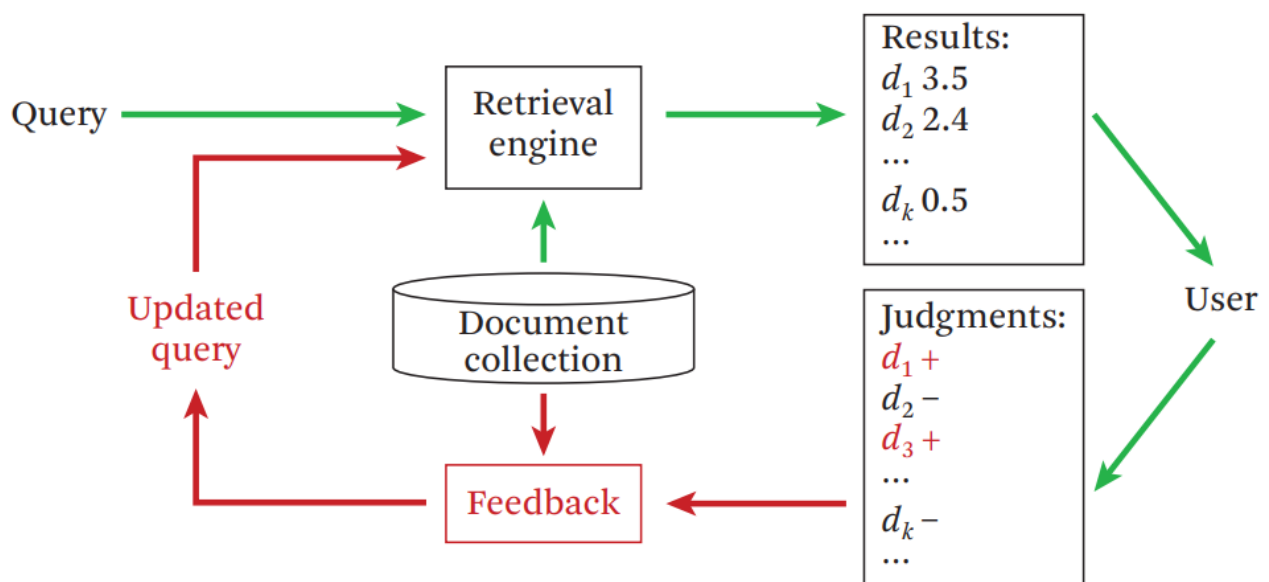 Query
Retrieval
engine
Results:
d₁ 3.5
d₂ 2.4
...
dₖ 0.5
...
User
Updated
query
Document
collection
Judgments:
d₁ +
d₂ −
d₃ +
...
dₖ −
...
Feedback